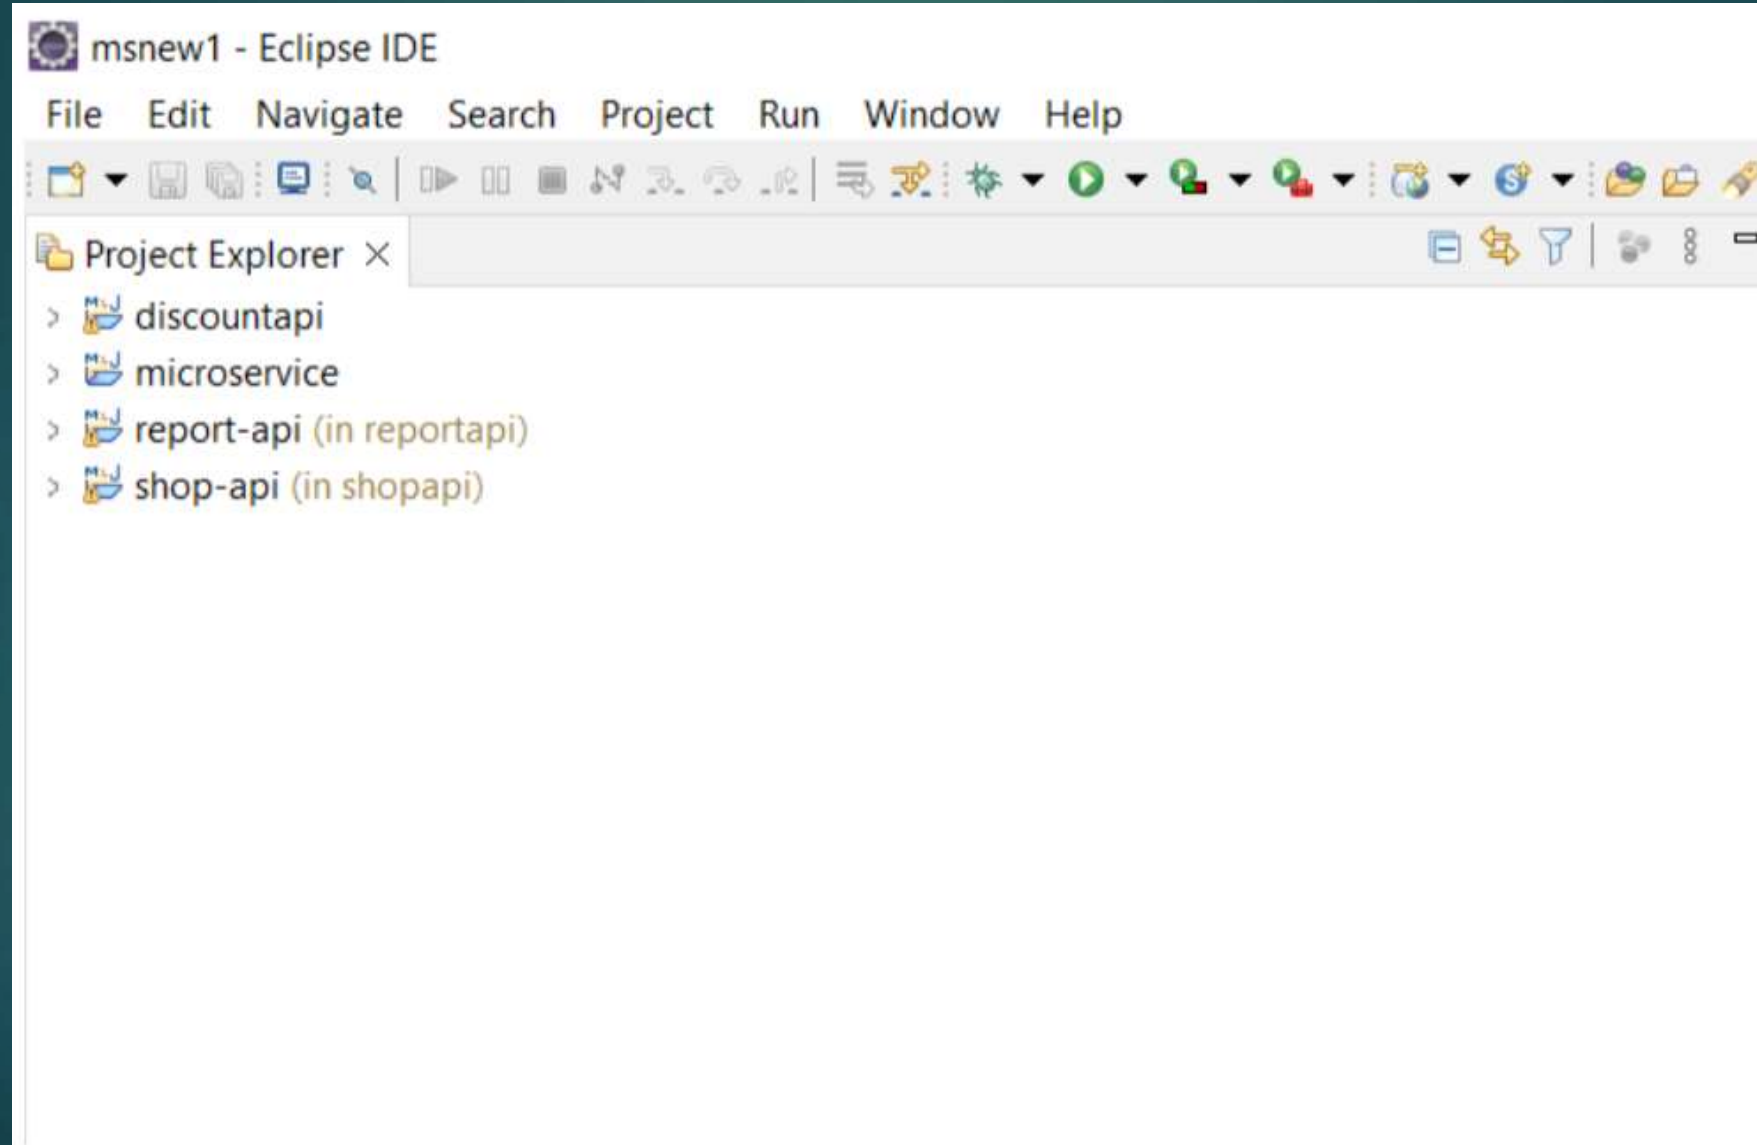 msnew1 - Eclipse IDE
File Edit Navigate Search Project Run Window Help
Project Explorer
discountapi
microservice
report-api (in reportapi)
shop-api (in shopapi)